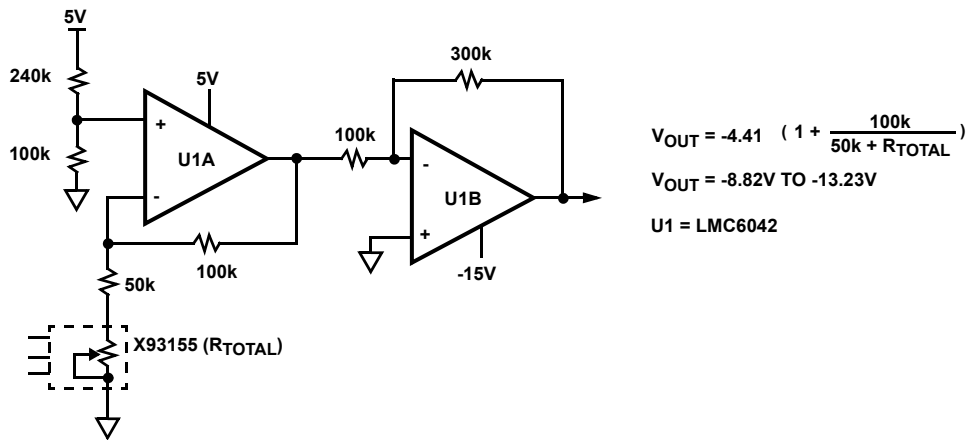 5V
240k
100k
5V
+
U1A
-
100k
50k
X93155 (RTOTAL)
100k
300k
-
U1B
+
-15V
VOUT = -4.41 ( 1 + 100k / 50k + RTOTAL )
VOUT = -8.82V TO -13.23V
U1 = LMC6042